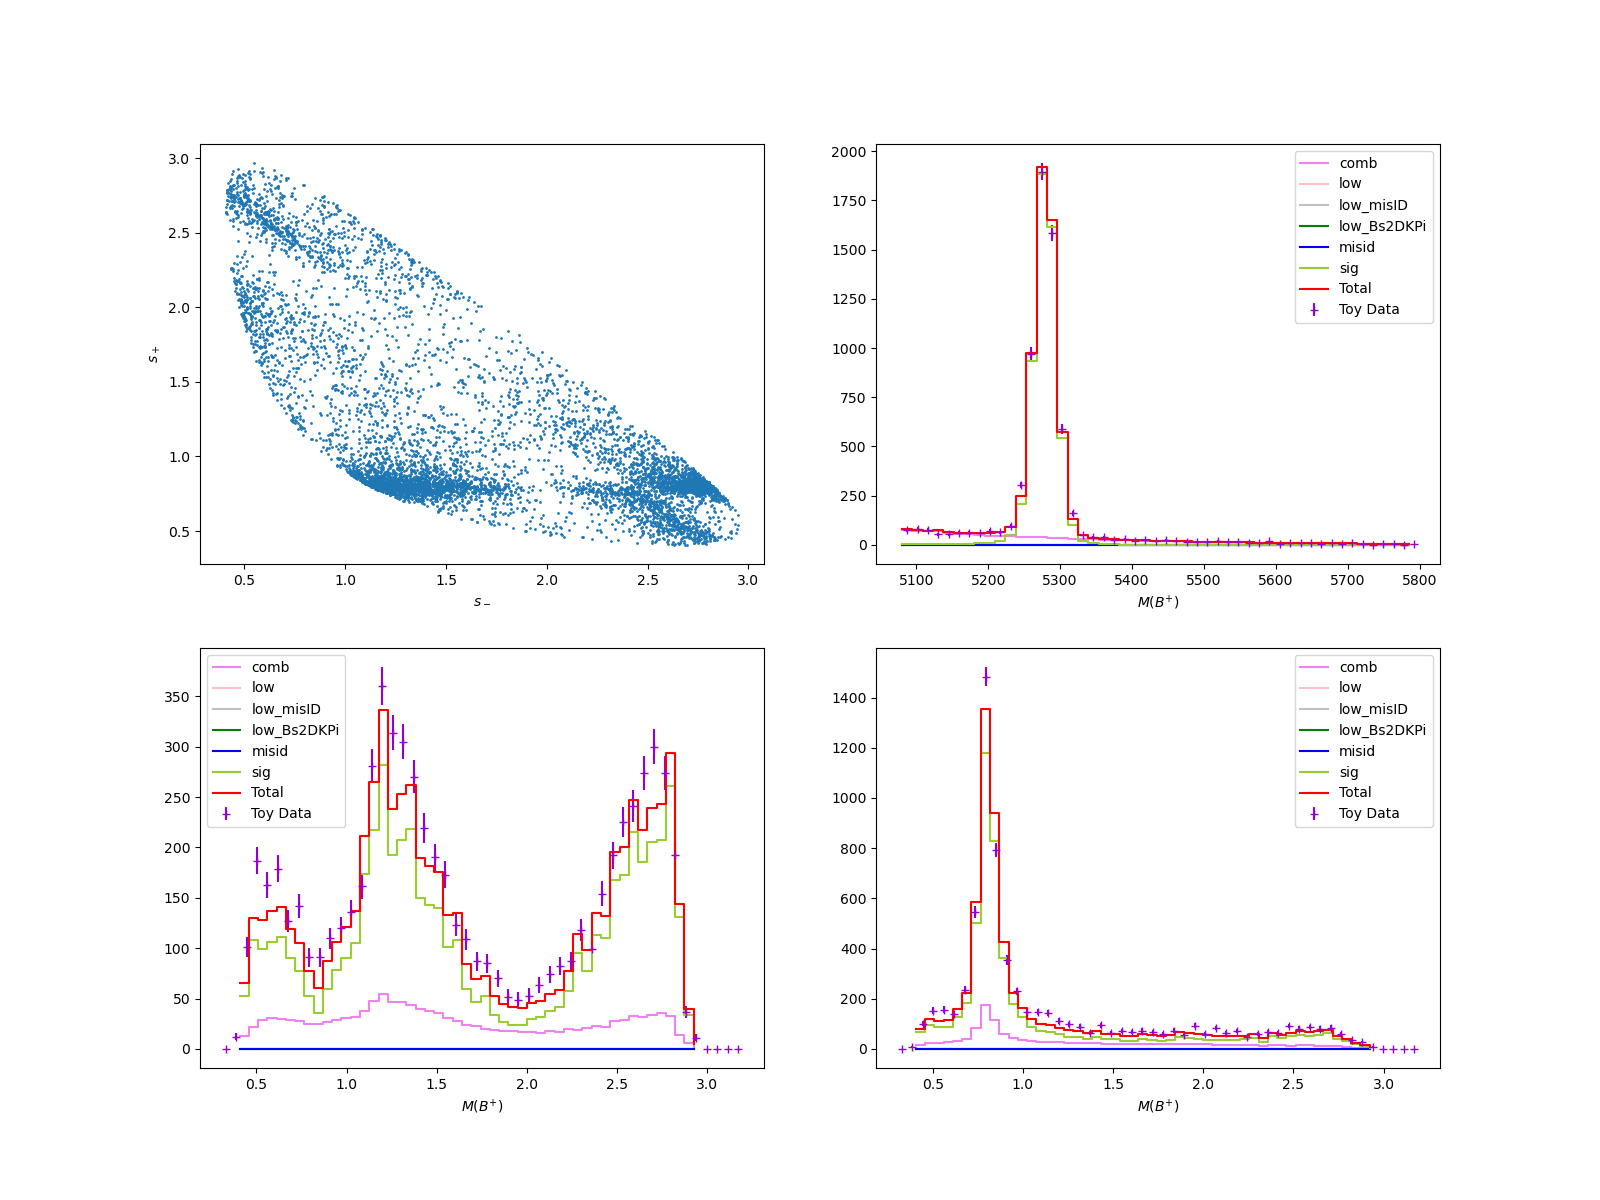 3.0
2.5
2.0
1.5
1.0
0.5
s₊
0.5 1.0 1.5 2.0 2.5 3.0
s₋
2000
1750
1500
1250
1000
750
500
250
0
comb
low
low_misID
low_Bs2DKPi
misid
sig
Total
Toy Data
5100 5200 5300 5400 5500 5600 5700 5800
M(B⁺)
350
300
250
200
150
100
50
0
comb
low
low_misID
low_Bs2DKPi
misid
sig
Total
Toy Data
0.5 1.0 1.5 2.0 2.5 3.0
M(B⁺)
1400
1200
1000
800
600
400
200
0
comb
low
low_misID
low_Bs2DKPi
misid
sig
Total
Toy Data
0.5 1.0 1.5 2.0 2.5 3.0
M(B⁺)